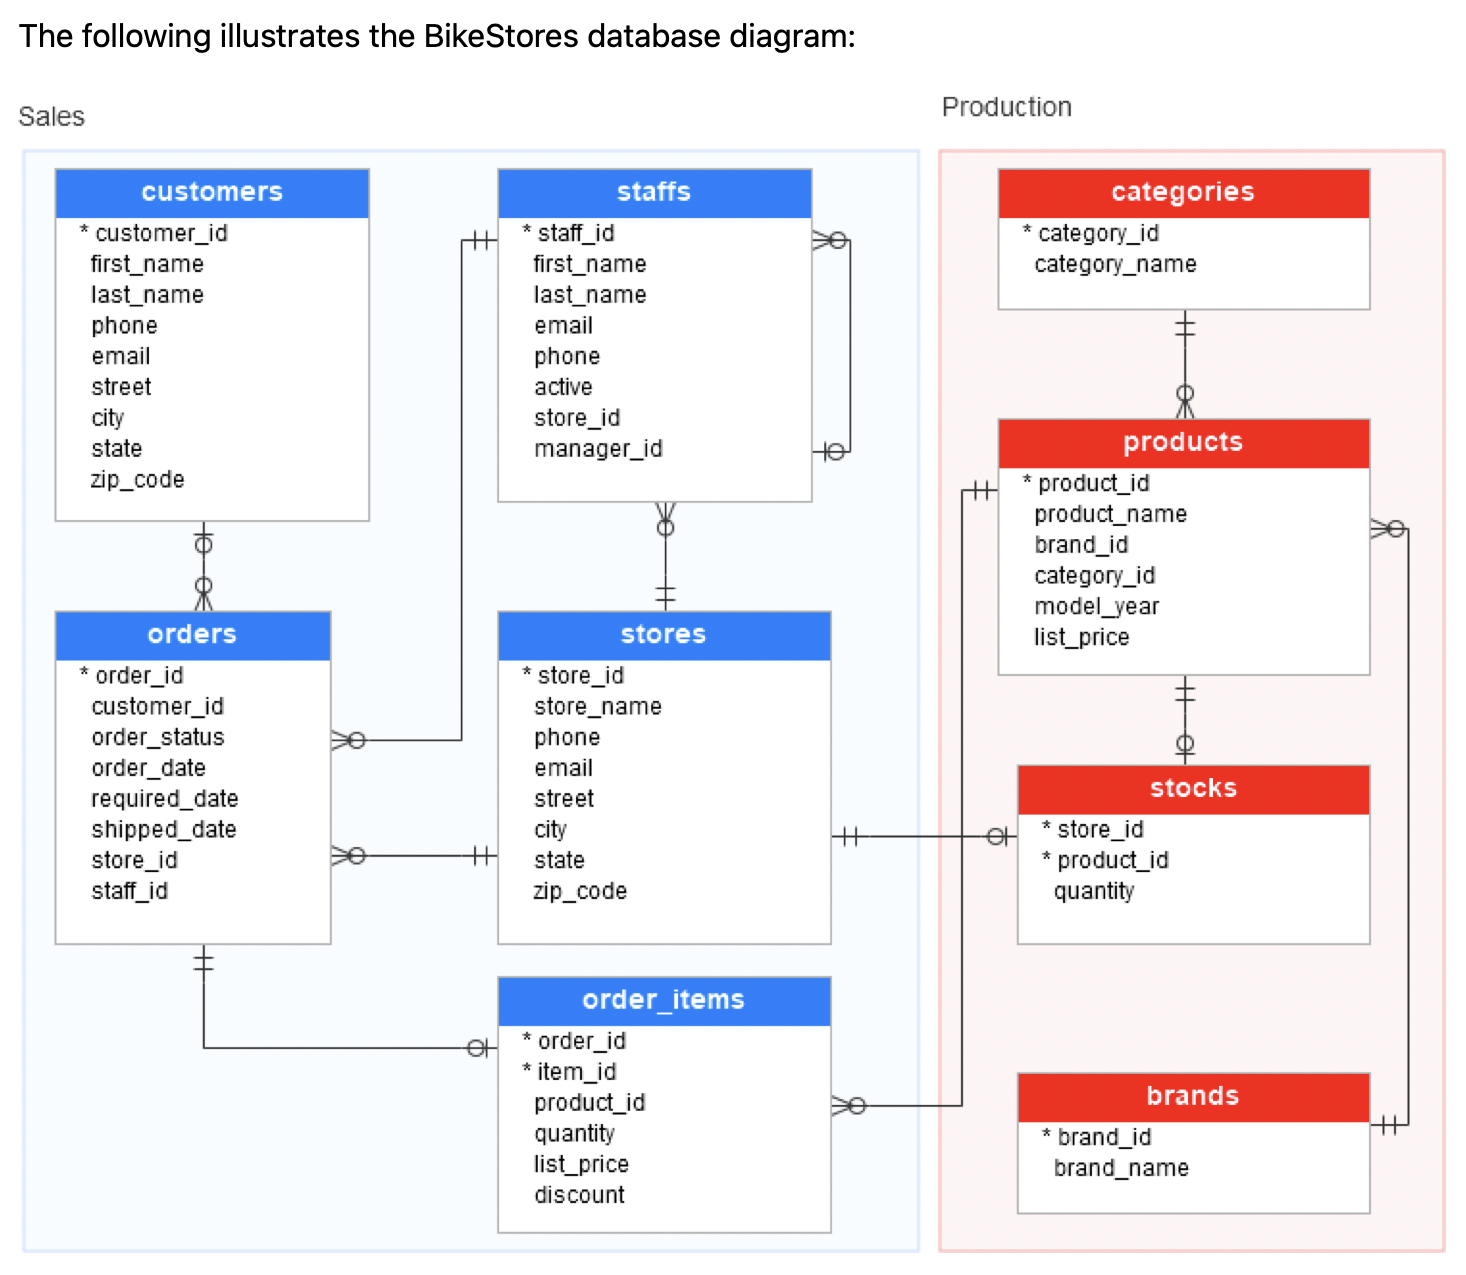 The following illustrates the BikeStores database diagram:
Sales
customers
* customer_id
first_name
last_name
phone
email
street
city
state
zip_code
staffs
* staff_id
first_name
last_name
email
phone
active
store_id
manager_id
orders
* order_id
customer_id
order_status
order_date
required_date
shipped_date
store_id
staff_id
stores
* store_id
store_name
phone
email
street
city
state
zip_code
order_items
* order_id
* item_id
product_id
quantity
list_price
discount
Production
categories
* category_id
category_name
products
* product_id
product_name
brand_id
category_id
model_year
list_price
stocks
* store_id
* product_id
quantity
brands
* brand_id
brand_name